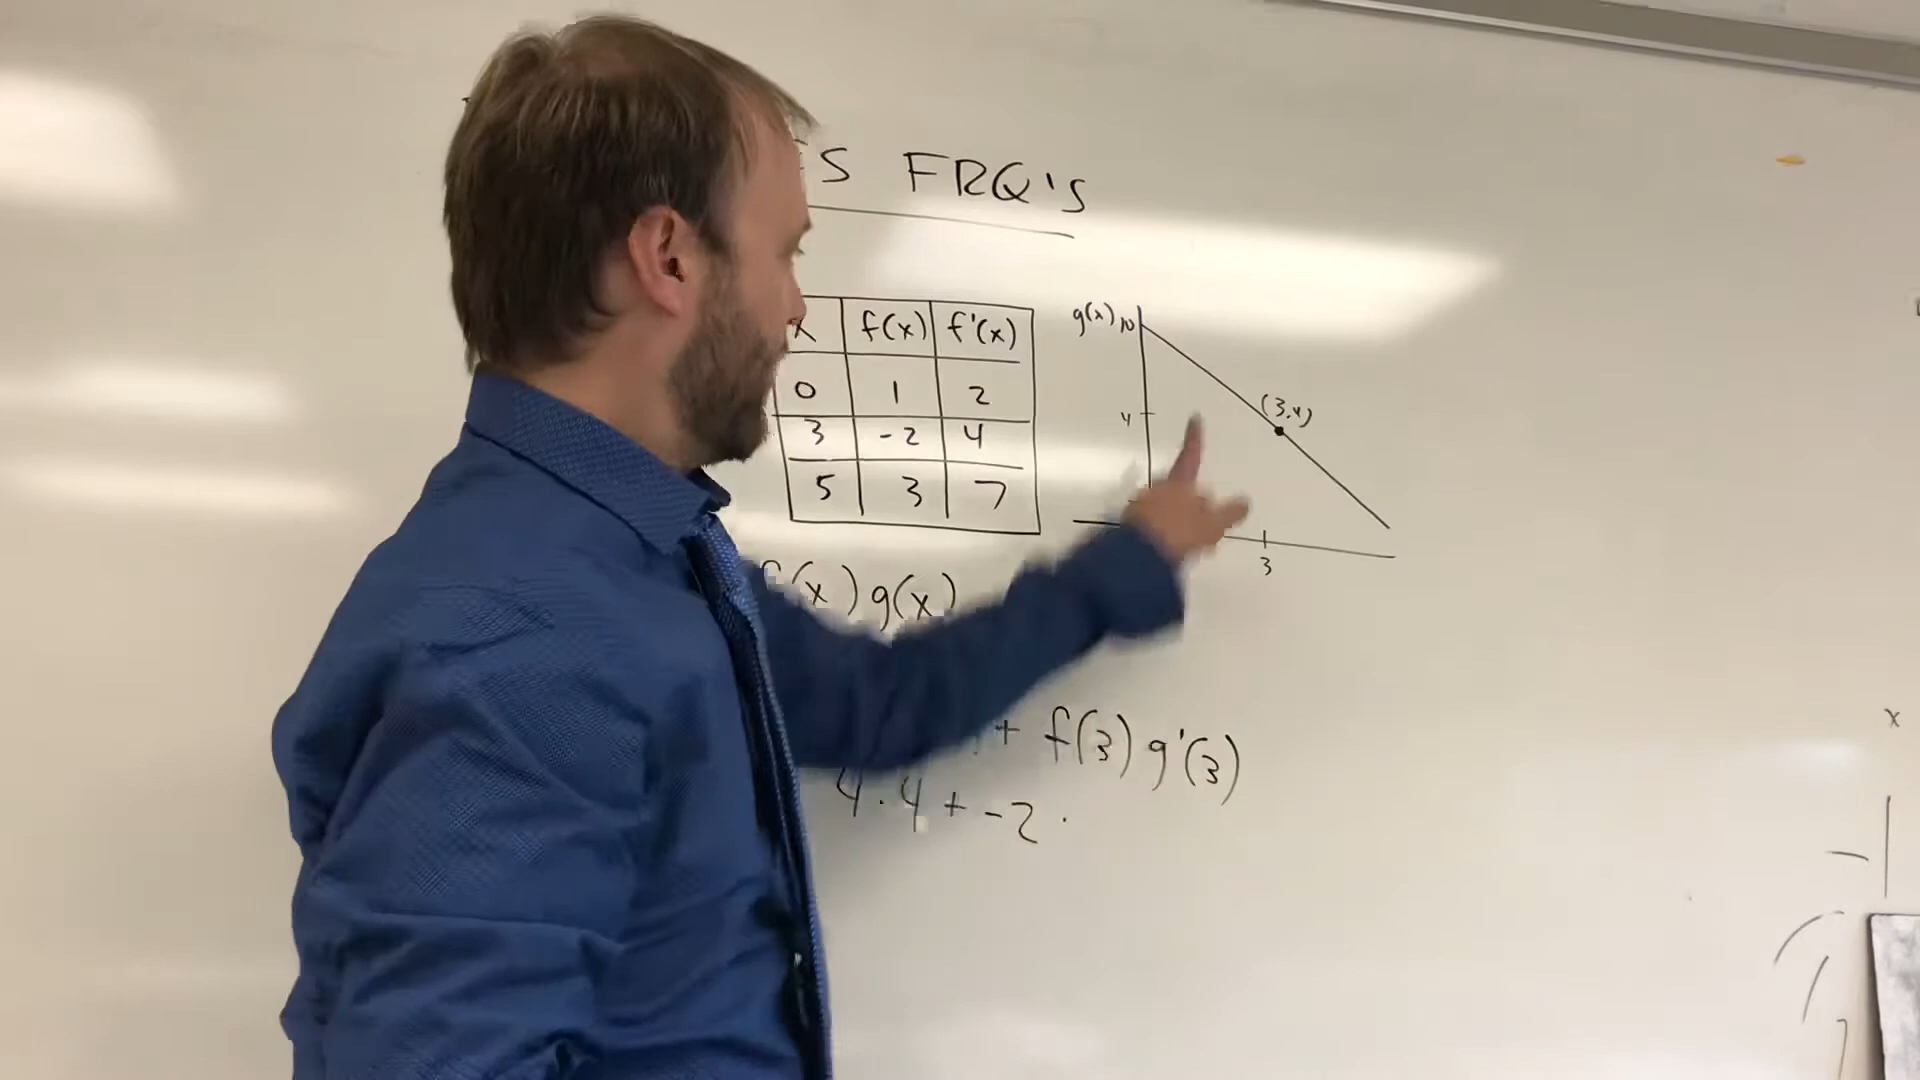 FRQ'S
x f(x) f'(x)
0 1 2
3 -2 4
5 3 7
g(x) 10
(3,4)
4
3
(x) g(x)
+ f(3) g'(3)
4 · 4 + -2 ·
x